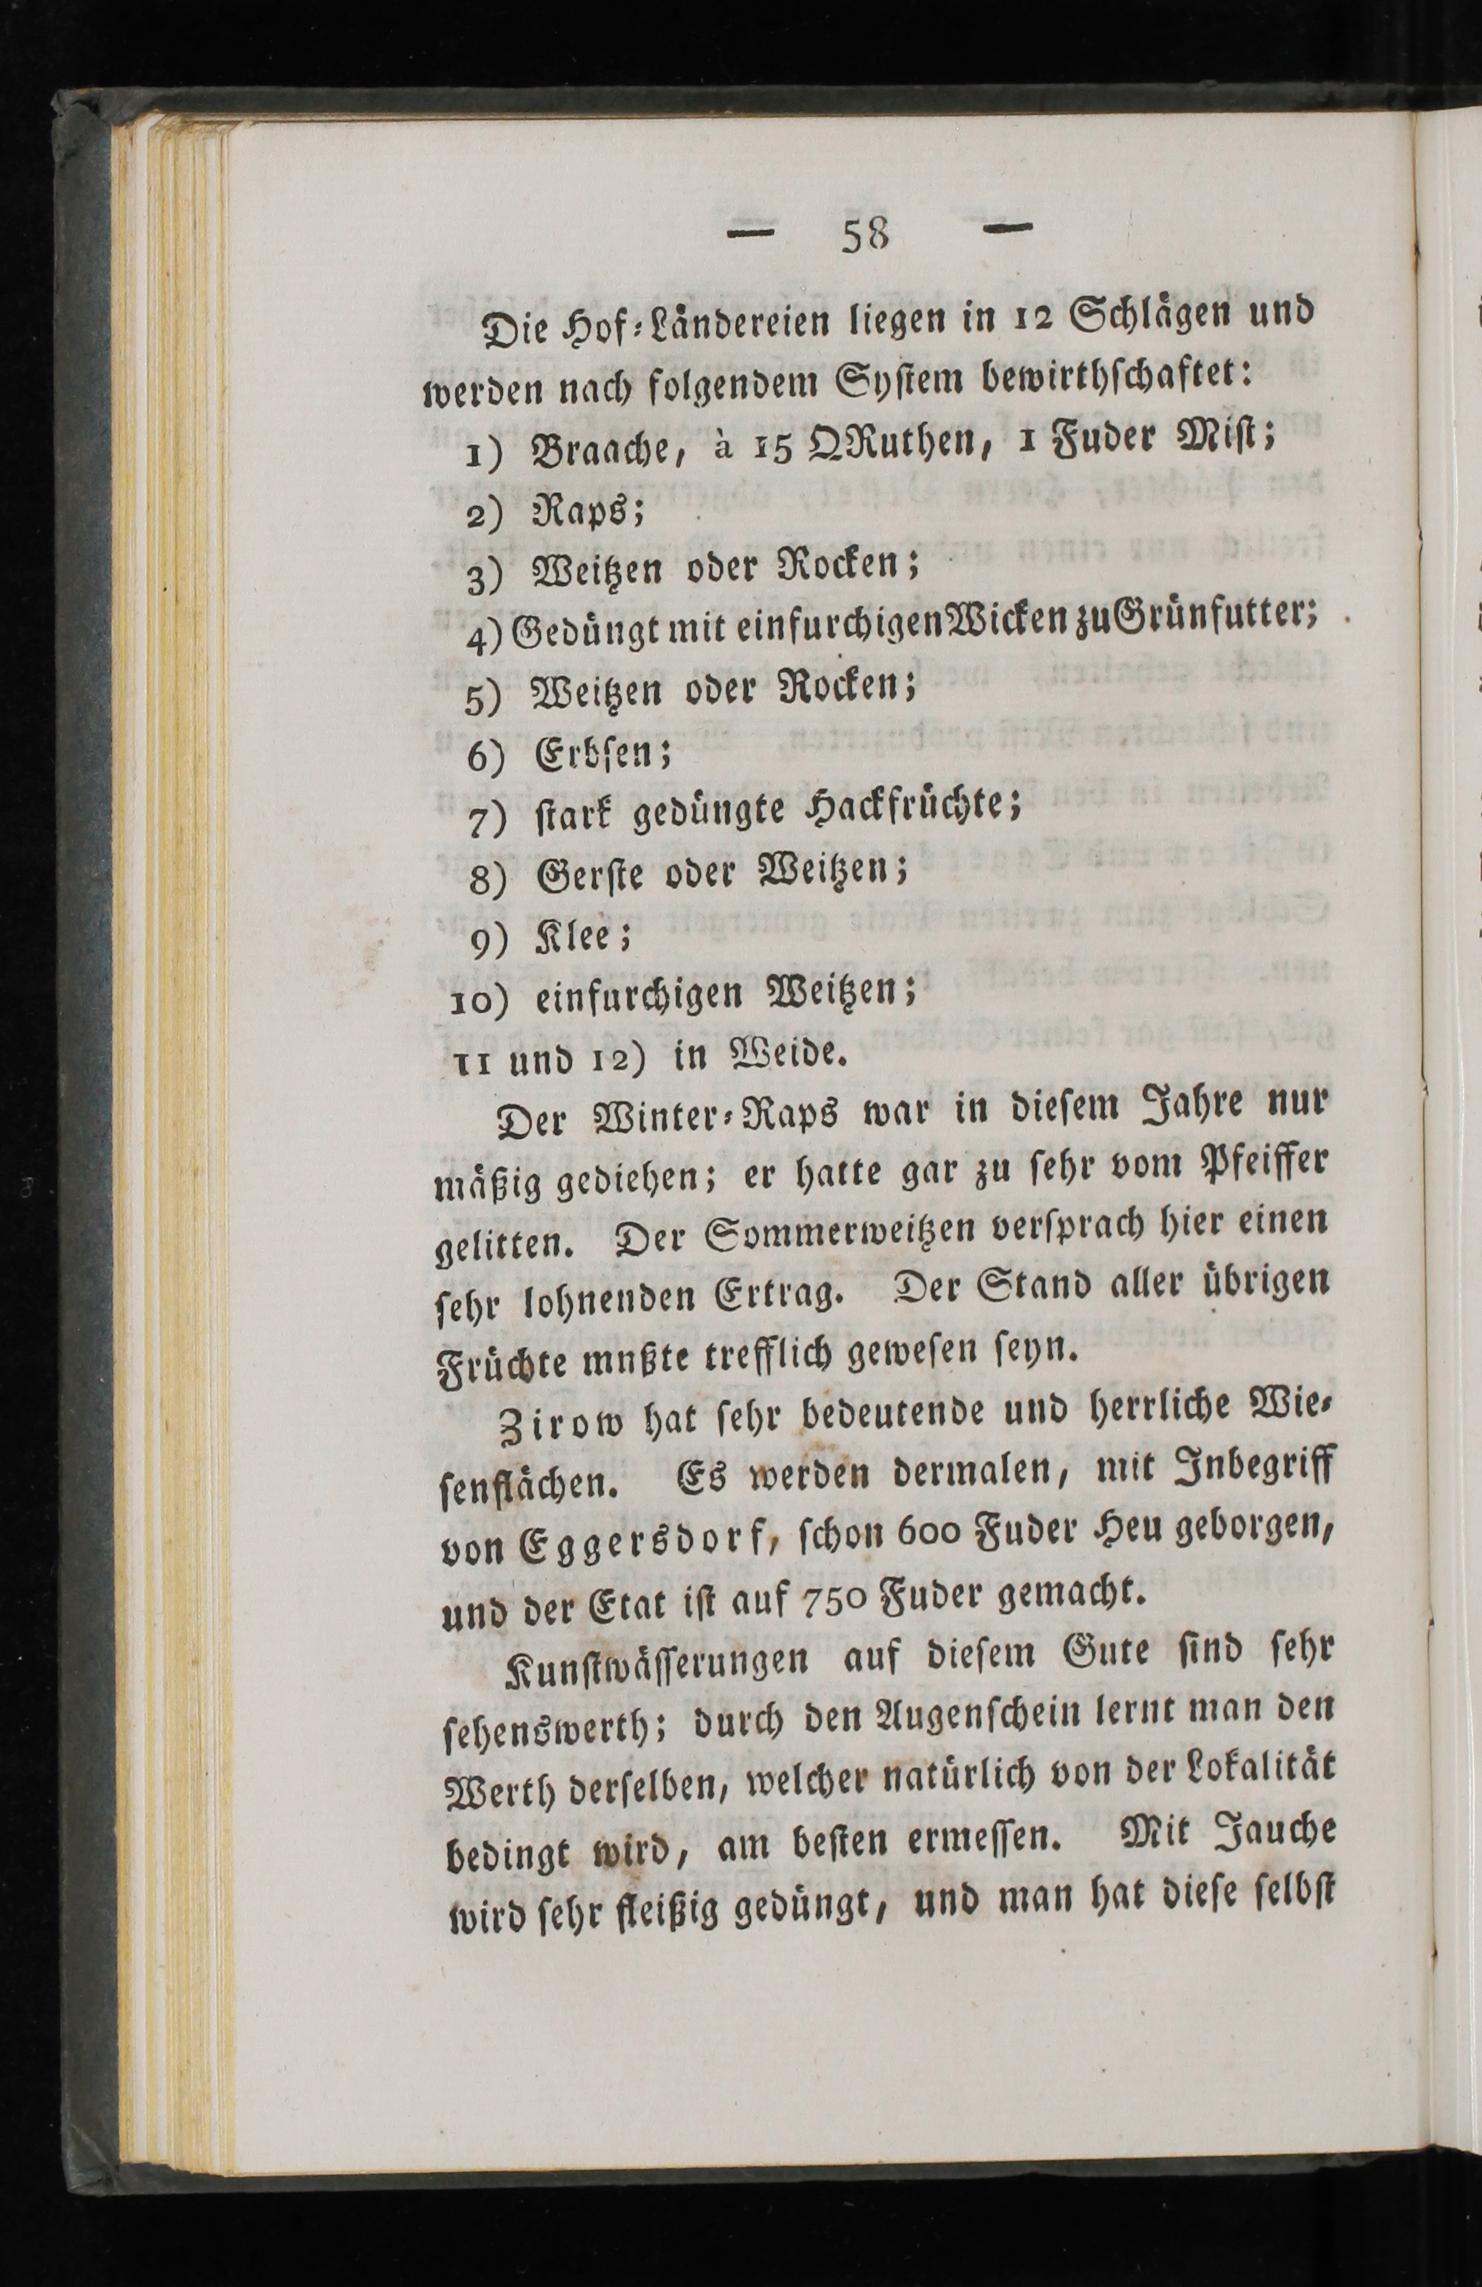 — 58 —
Die Hof-Ländereien liegen in 12 Schlägen und
werden nach folgendem Syſtem bewirthſchaftet:
1) Braache, à 15 QRuthen, 1 Fuder Miſt;
2) Raps;
3) Weitzen oder Rocken;
4) Gedüngt mit einfurchigen Wicken zu Grünfutter;
5) Weitzen oder Rocken;
6) Erbſen;
7) ſtark gedüngte Hackfrüchte;
8) Gerſte oder Weitzen;
9) Klee;
10) einfurchigen Weitzen;
11 und 12) in Weide.
Der Winter-Raps war in dieſem Jahre nur
mäßig gediehen; er hatte gar zu ſehr vom Pfeiffer
gelitten. Der Sommerweitzen verſprach hier einen
ſehr lohnenden Ertrag. Der Stand aller übrigen
Früchte mnßte trefflich geweſen ſeyn.
Zirow hat ſehr bedeutende und herrliche Wie-
ſenflächen. Es werden dermalen, mit Inbegriff
von Eggersdorf, ſchon 600 Fuder Heu geborgen,
und der Etat iſt auf 750 Fuder gemacht.
Kunſtwäſſerungen auf dieſem Gute ſind ſehr
ſehenswerth; durch den Augenſchein lernt man den
Werth derſelben, welcher natürlich von der Lokalität
bedingt wird, am beſten ermeſſen. Mit Jauche
wird ſehr fleißig gedüngt, und man hat dieſe ſelbſt